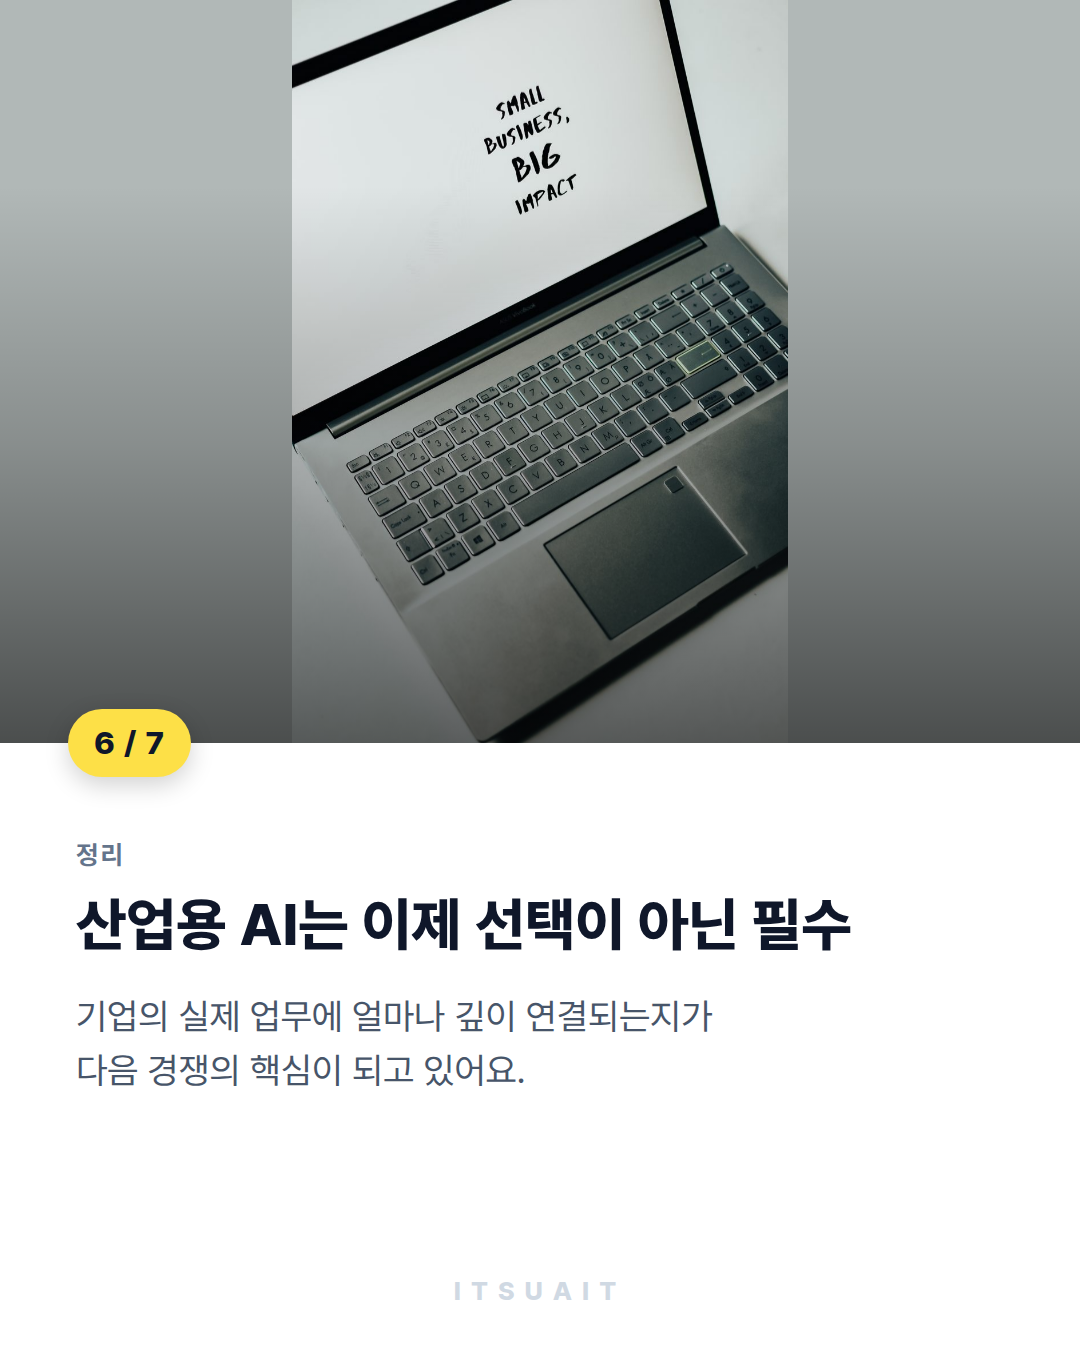 SMALL
BUSINESS,
BIG
IMPACT
6 / 7
정리
산업용 AI는 이제 선택이 아닌 필수
기업의 실제 업무에 얼마나 깊이 연결되는지가
다음 경쟁의 핵심이 되고 있어요.
ITSUAIT